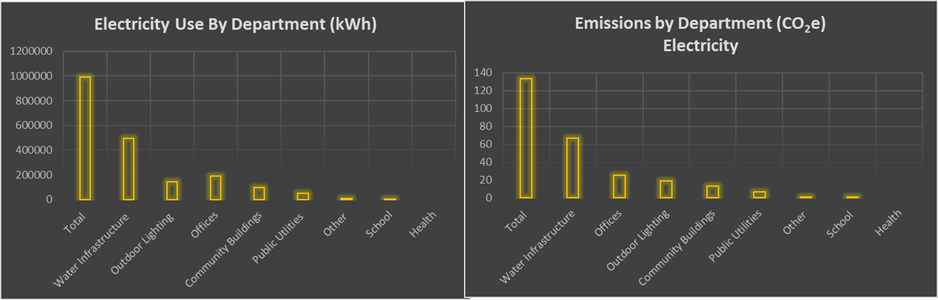 Electricity Use By Department (kWh)
1200000
1000000
800000
600000
400000
200000
0
Total
Water Infrastructure
Outdoor Lighting
Offices
Community Buildings
Public Utlities
Other
School
Health
Emissions by Department (CO₂e)
Electricity
140
120
100
80
60
40
20
0
Total
Water Infrastructure
Offices
Outdoor Lighting
Community Buildings
Public Utilities
Other
School
Health